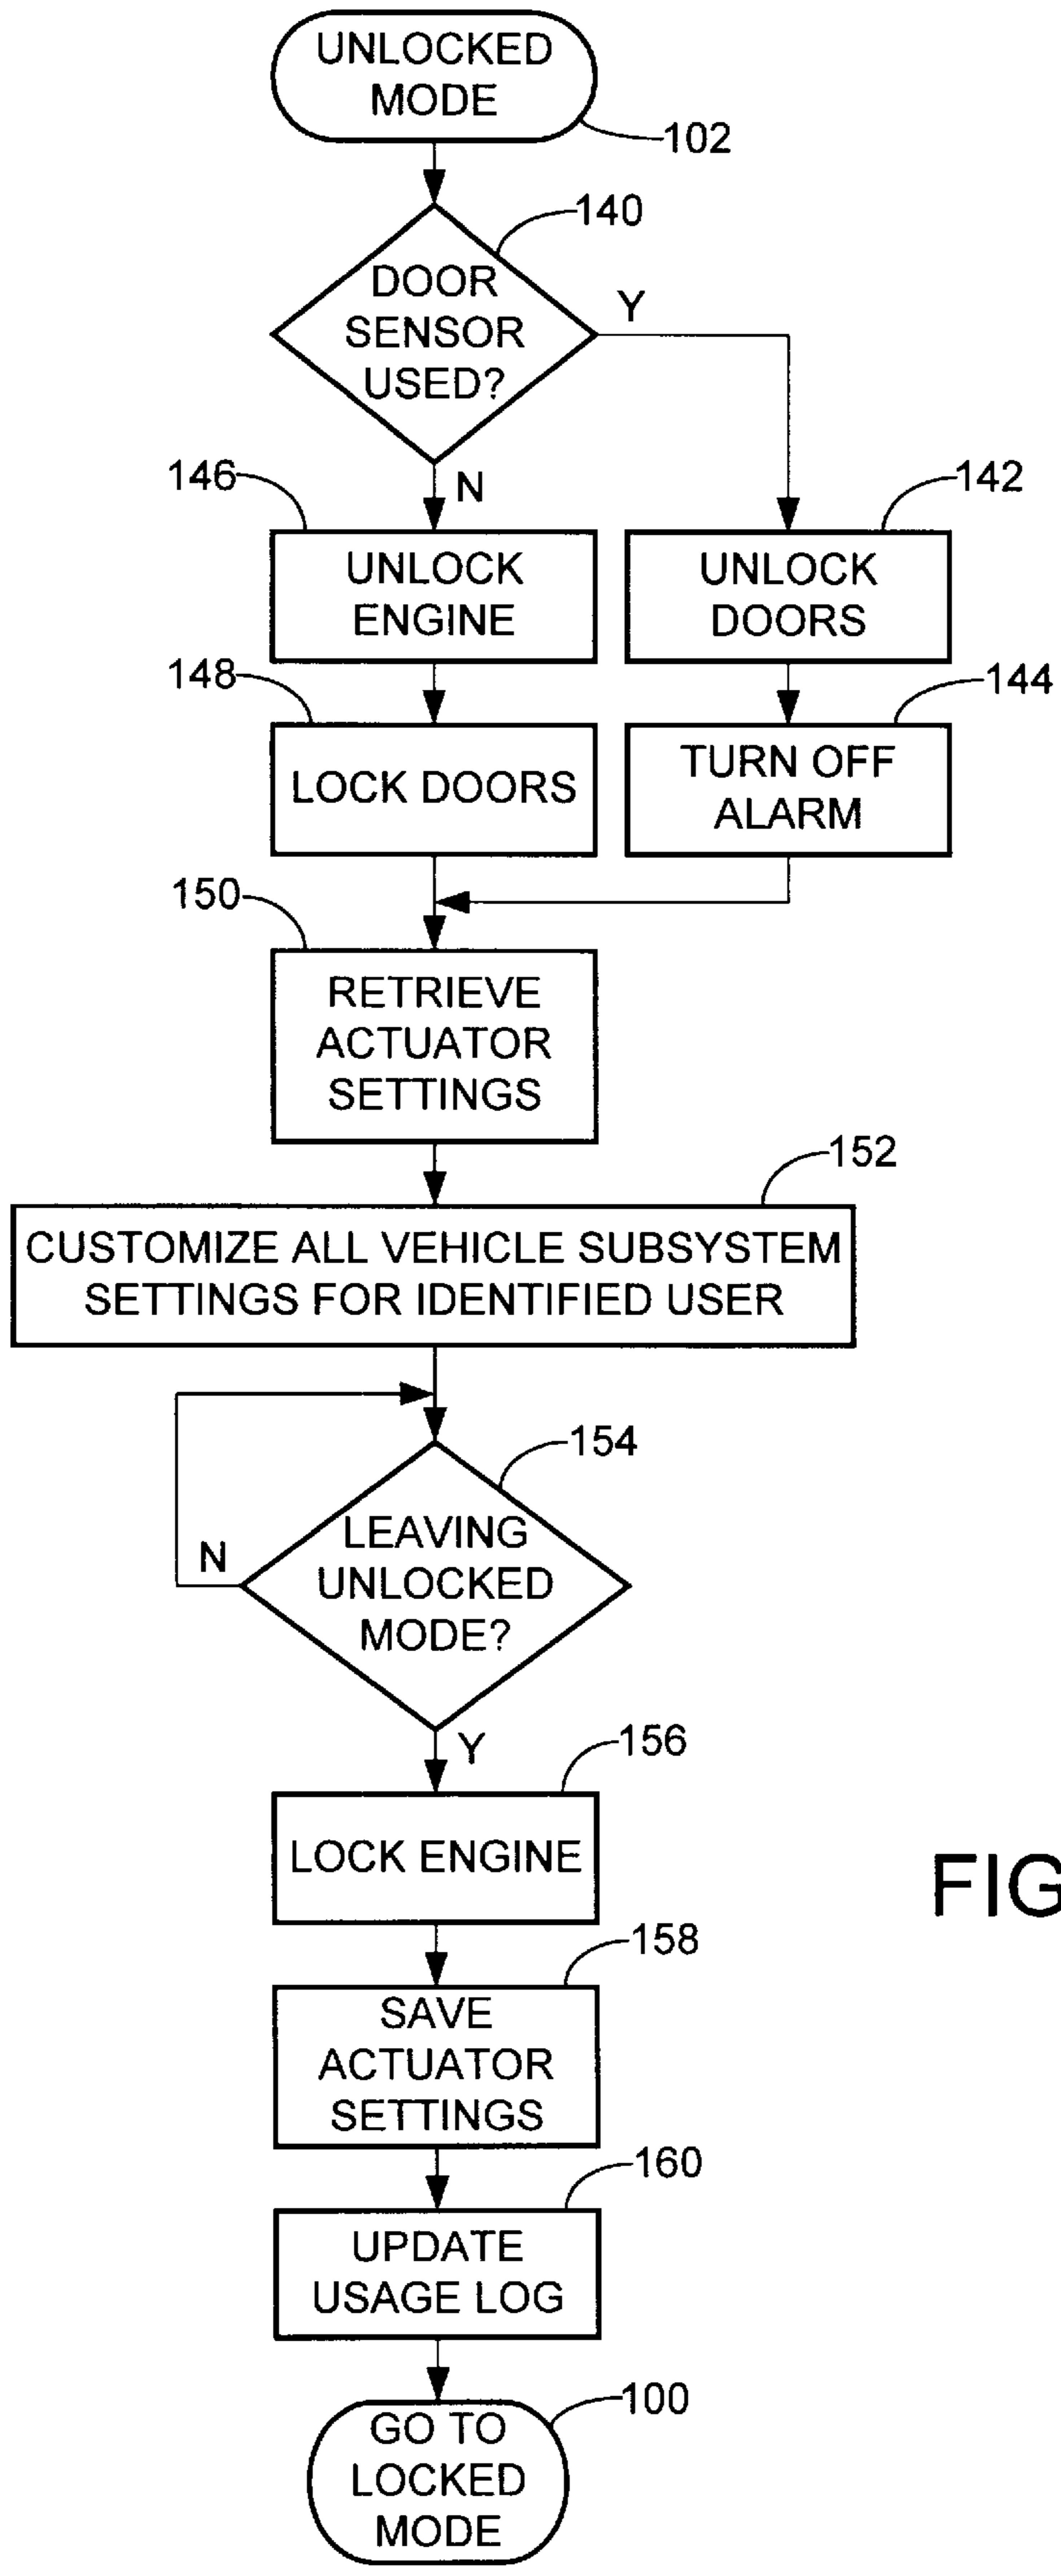 UNLOCKED
MODE
102
140
DOOR
SENSOR
USED?
Y
N
146
UNLOCK
ENGINE
142
UNLOCK
DOORS
148
LOCK DOORS
144
TURN OFF
ALARM
150
RETRIEVE
ACTUATOR
SETTINGS
152
CUSTOMIZE ALL VEHICLE SUBSYSTEM
SETTINGS FOR IDENTIFIED USER
154
LEAVING
UNLOCKED
MODE?
N
Y
156
LOCK ENGINE
FIG
158
SAVE
ACTUATOR
SETTINGS
160
UPDATE
USAGE LOG
100
GO TO
LOCKED
MODE